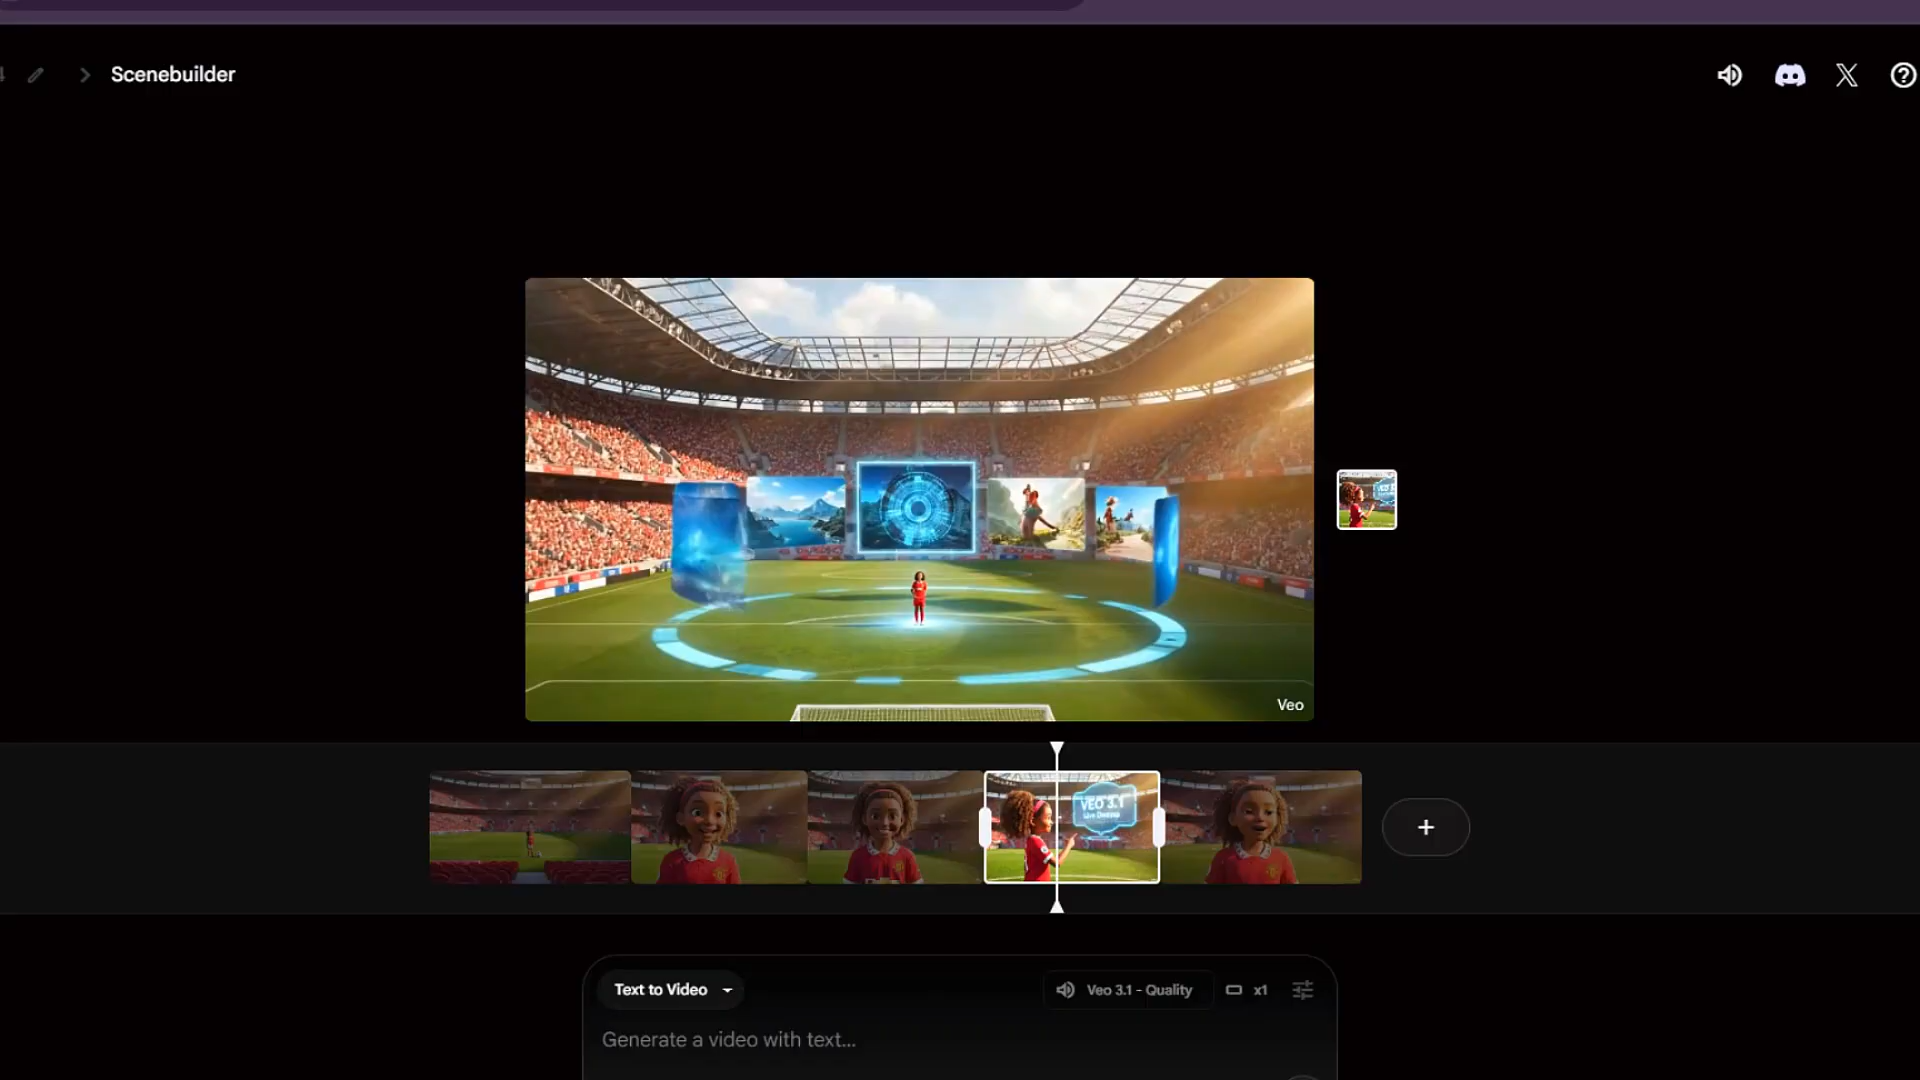 Scenebuilder
Veo
VEO 3.1
Text to Video
Veo 3.1 - Quality
x1
Generate a video with text...